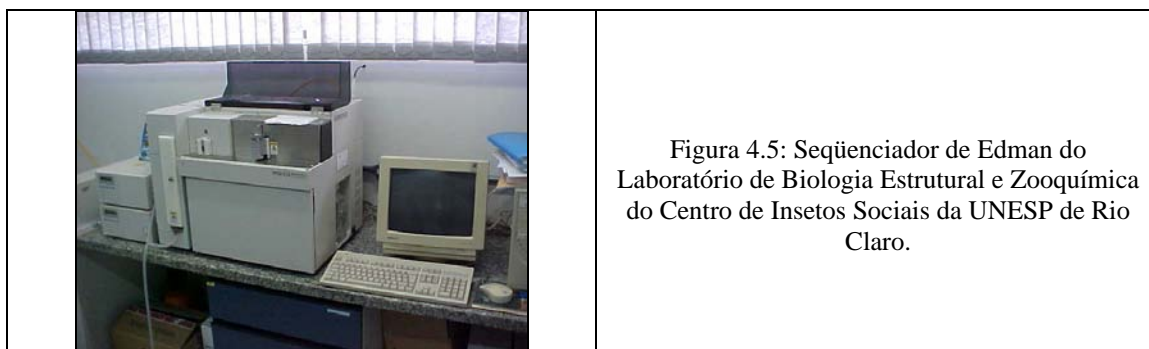 Figura 4.5: Seqüenciador de Edman do
Laboratório de Biologia Estrutural e Zooquímica
do Centro de Insetos Sociais da UNESP de Rio
Claro.